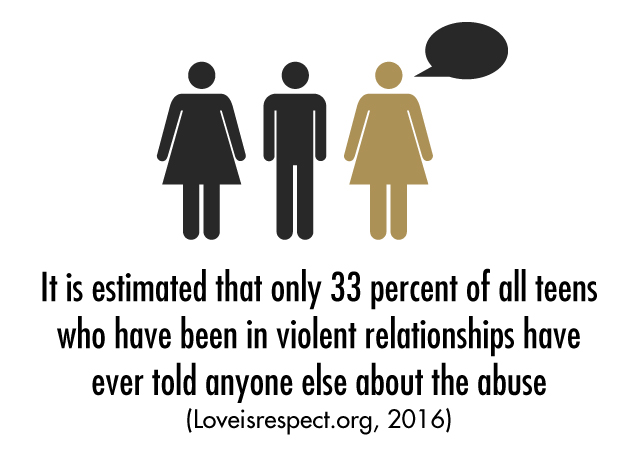 It is estimated that only 33 percent of all teens
who have been in violent relationships have
ever told anyone else about the abuse
(Loveisrespect.org, 2016)